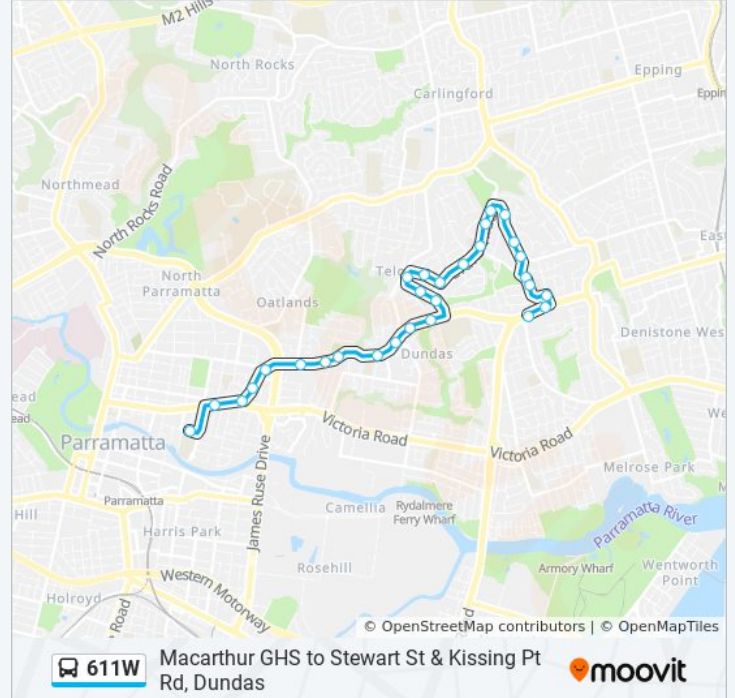 M2 Hills
North Rocks
Epping
Carlingford
Eppin
Northmead
North Rocks Road
East
North
Parramatta
Telo
Oatlands
Denistone Wes
Dundas
ead
ead
We
Parramatta
Victoria Road
Victoria Road
James Ruse Drive
Melrose Park
M
Parramatta
Camellia
Rydalmere
Ferry Wharf
Parramatta River
Hill
Harris Park
Rosehill
Armory Wharf
Wentworth
Point
Western Motorway
Holroyd
Road
d
© OpenStreetMap contributors | © OpenMapTiles
611W
Macarthur GHS to Stewart St & Kissing Pt
Rd, Dundas
moovit